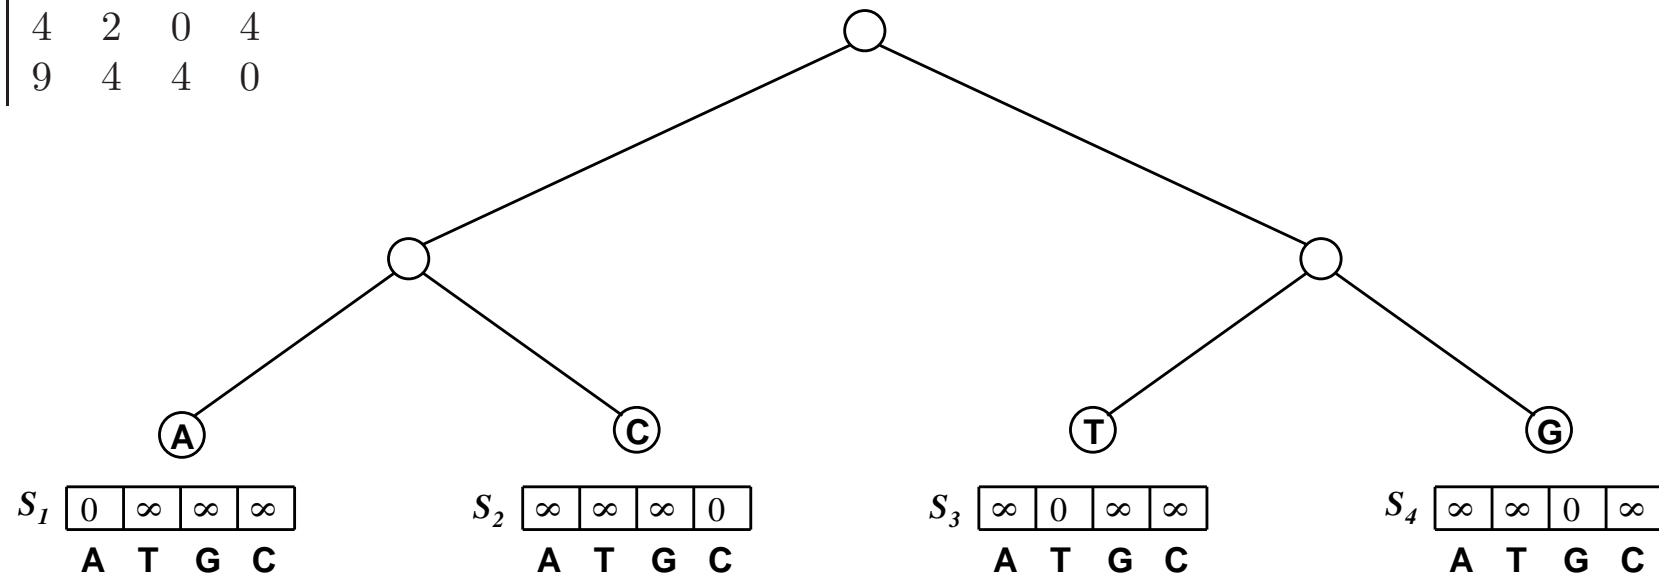 4 2 0 4
9 4 4 0
A C T G
S1 0 ∞ ∞ ∞ S2 ∞ ∞ ∞ 0 S3 ∞ 0 ∞ ∞ S4 ∞ ∞ 0 ∞
A T G C A T G C A T G C A T G C